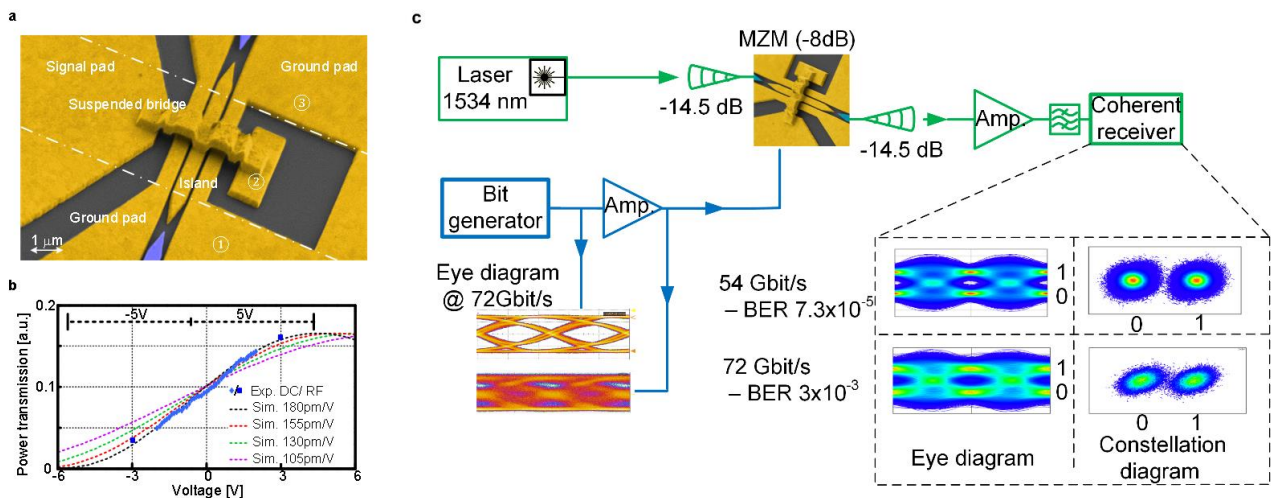 a
Signal pad
Ground pad
③
Suspended bridge
Island
②
Ground pad
①
1 μm
b
0.2
0.1
0
Power transmission [a.u.]
-5V
5V
Exp. DC/ RF
Sim. 180pm/V
Sim. 155pm/V
Sim. 130pm/V
Sim. 105pm/V
-6
-3
0
3
6
Voltage [V]
c
MZM (-8dB)
Laser
1534 nm
-14.5 dB
-14.5 dB
Amp.
Coherent
receiver
Bit
generator
Amp.
Eye diagram
@ 72Gbit/s
54 Gbit/s
– BER 7.3x10⁻⁵
1
0
0
1
72 Gbit/s
– BER 3x10⁻³
1
0
0
1
Eye diagram
Constellation
diagram